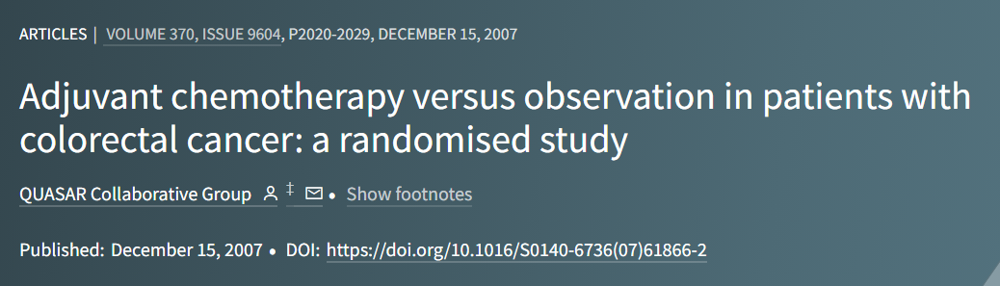 ARTICLES | VOLUME 370, ISSUE 9604, P2020-2029, DECEMBER 15, 2007
Adjuvant chemotherapy versus observation in patients with
colorectal cancer: a randomised study
QUASAR Collaborative Group ‡ • Show footnotes
Published: December 15, 2007 • DOI: https://doi.org/10.1016/S0140-6736(07)61866-2